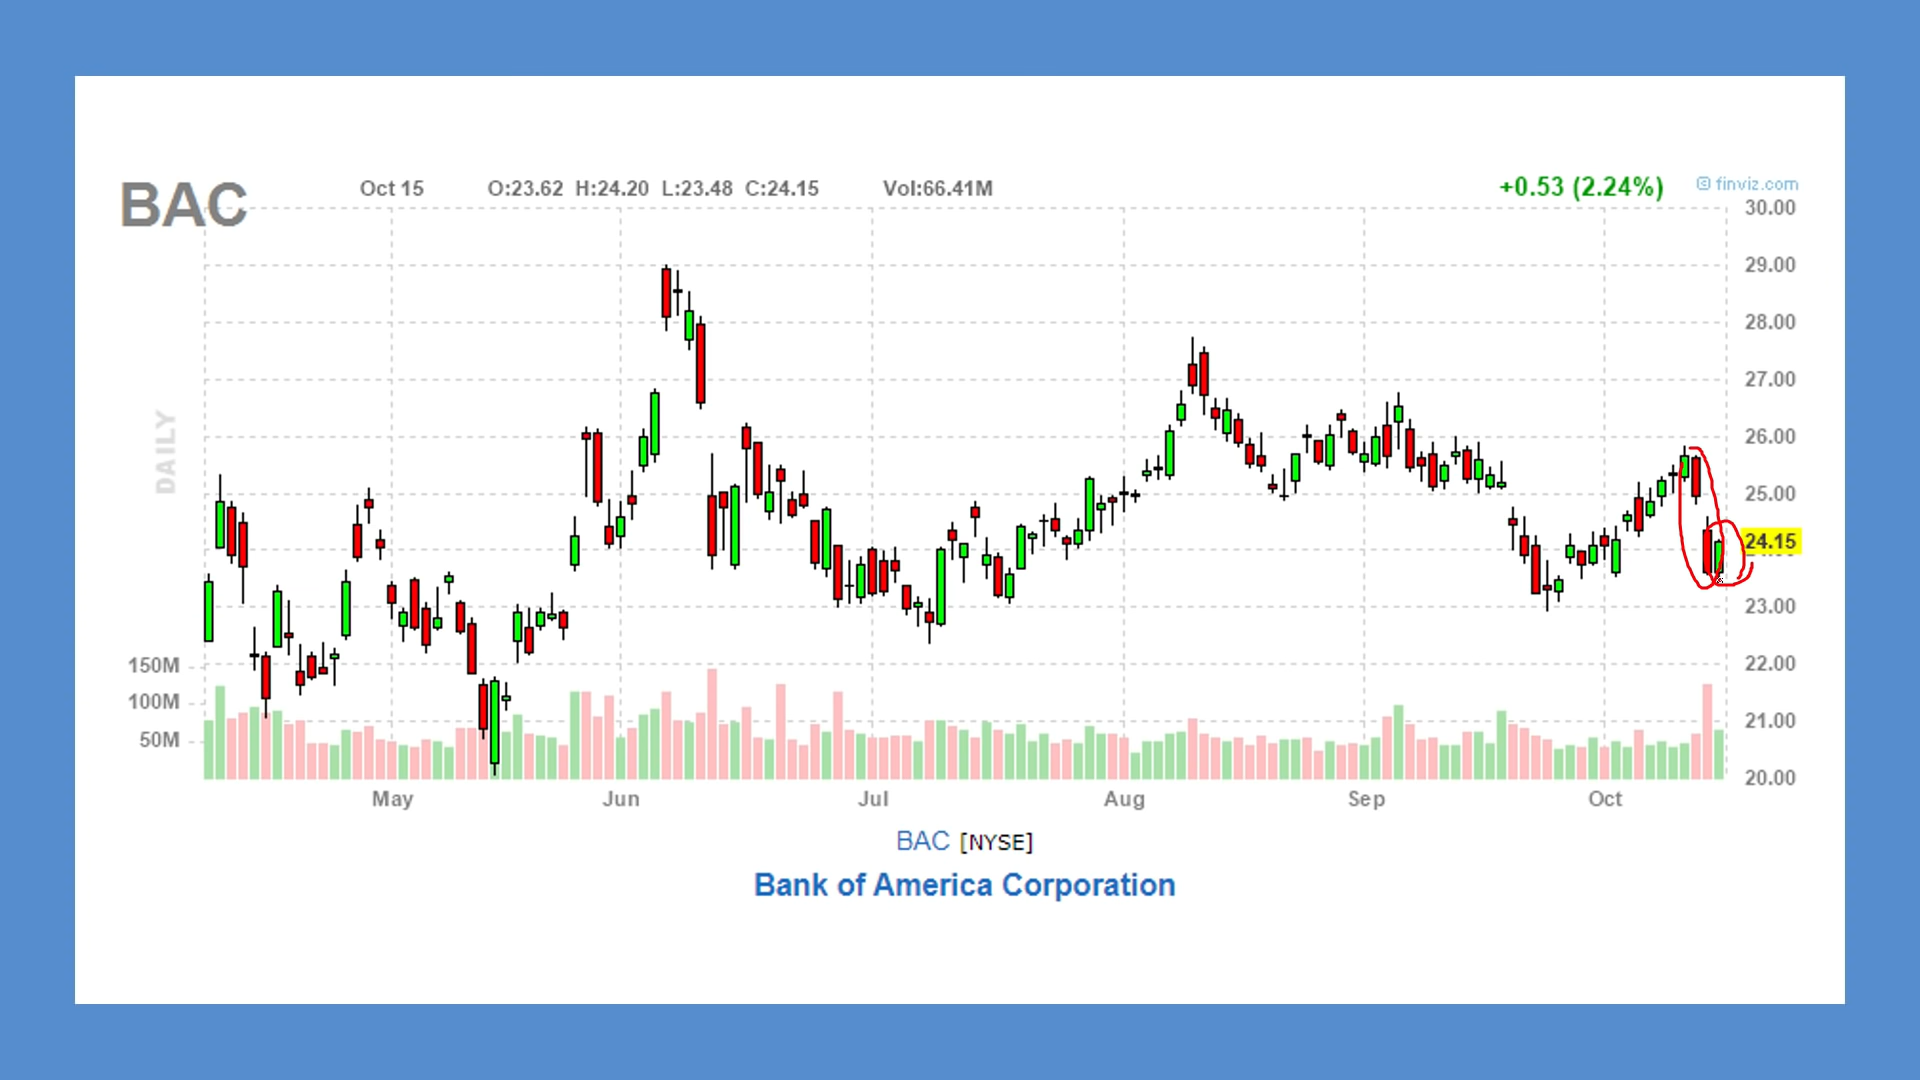 BAC Oct 15 O:23.62 H:24.20 L:23.48 C:24.15 Vol:66.41M +0.53 (2.24%) © finviz.com
30.00
29.00
28.00
27.00
26.00
25.00
24.15
23.00
22.00
21.00
20.00
DAILY
150M
100M
50M
May Jun Jul Aug Sep Oct
BAC [NYSE]
Bank of America Corporation